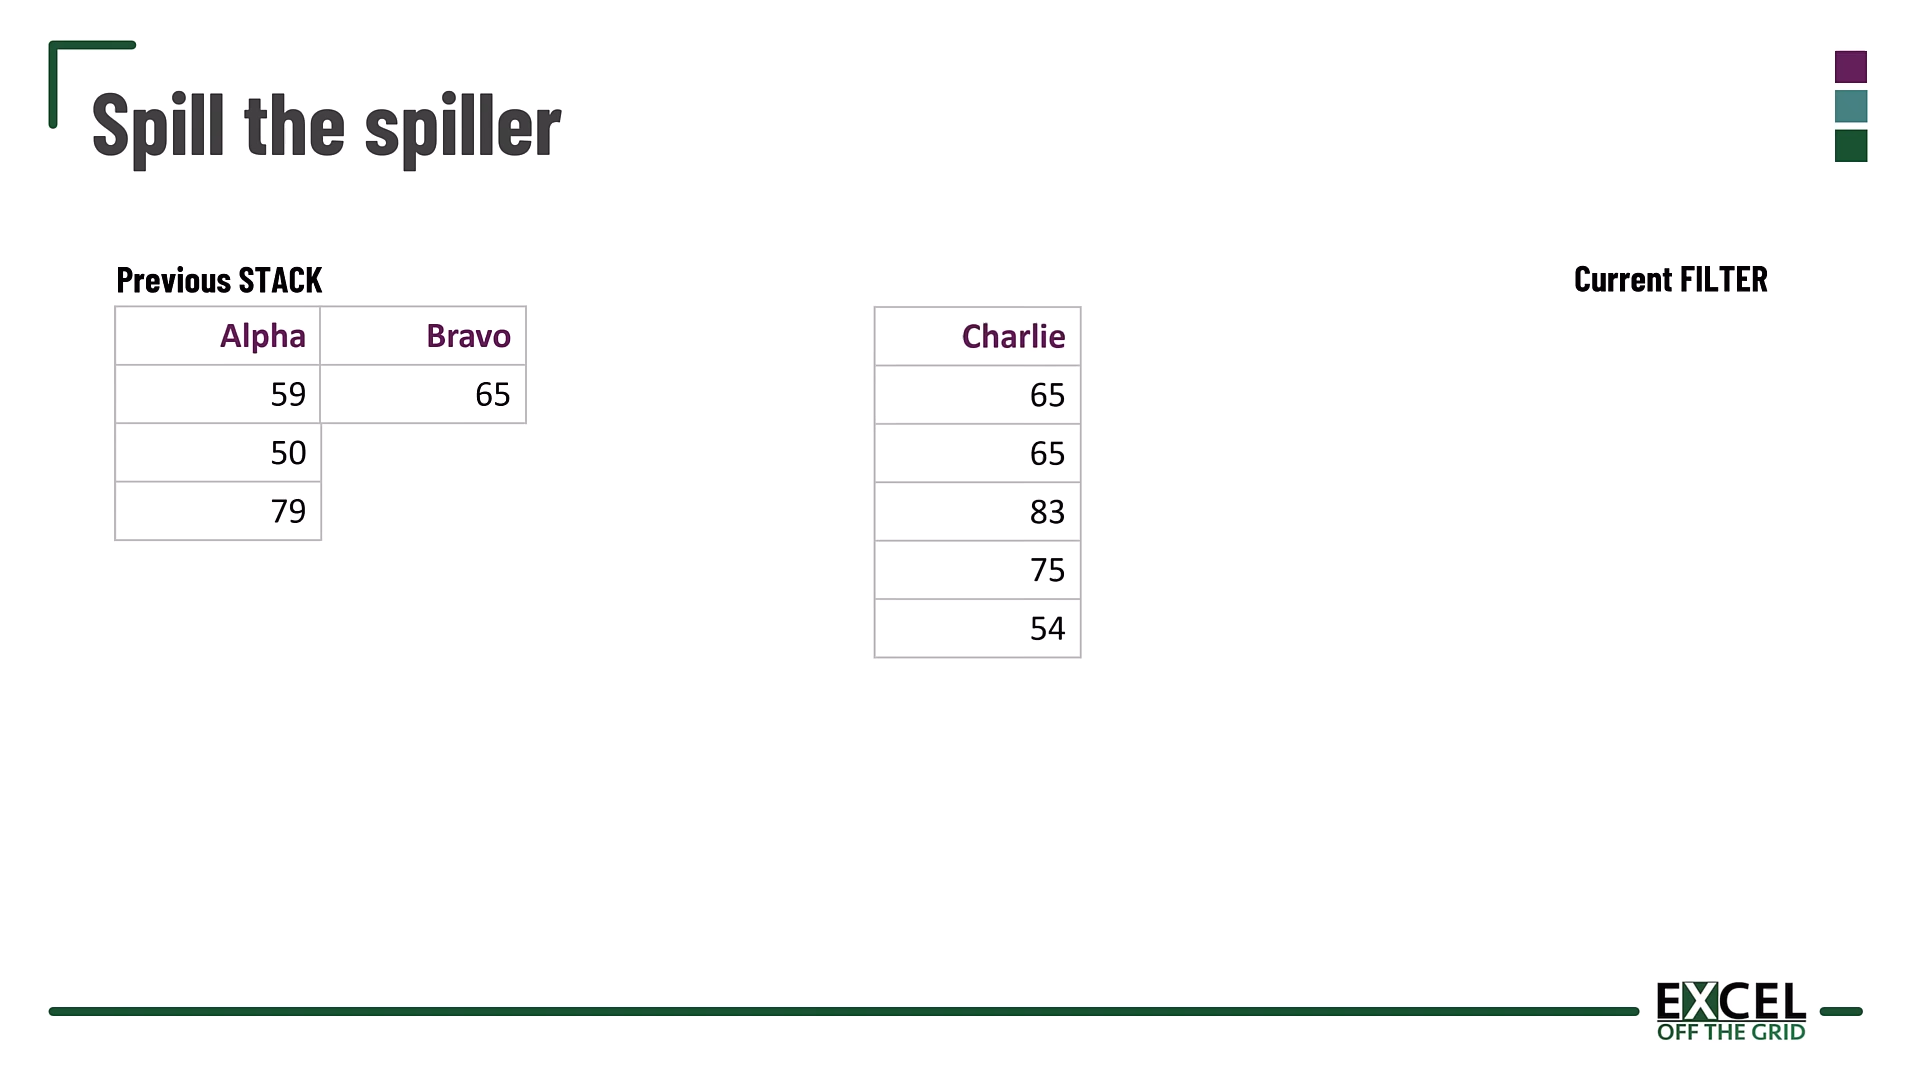 Spill the spiller
Previous STACK
Current FILTER
Alpha Bravo
59 65
50
79
Charlie
65
65
83
75
54
EXCEL
OFF THE GRID